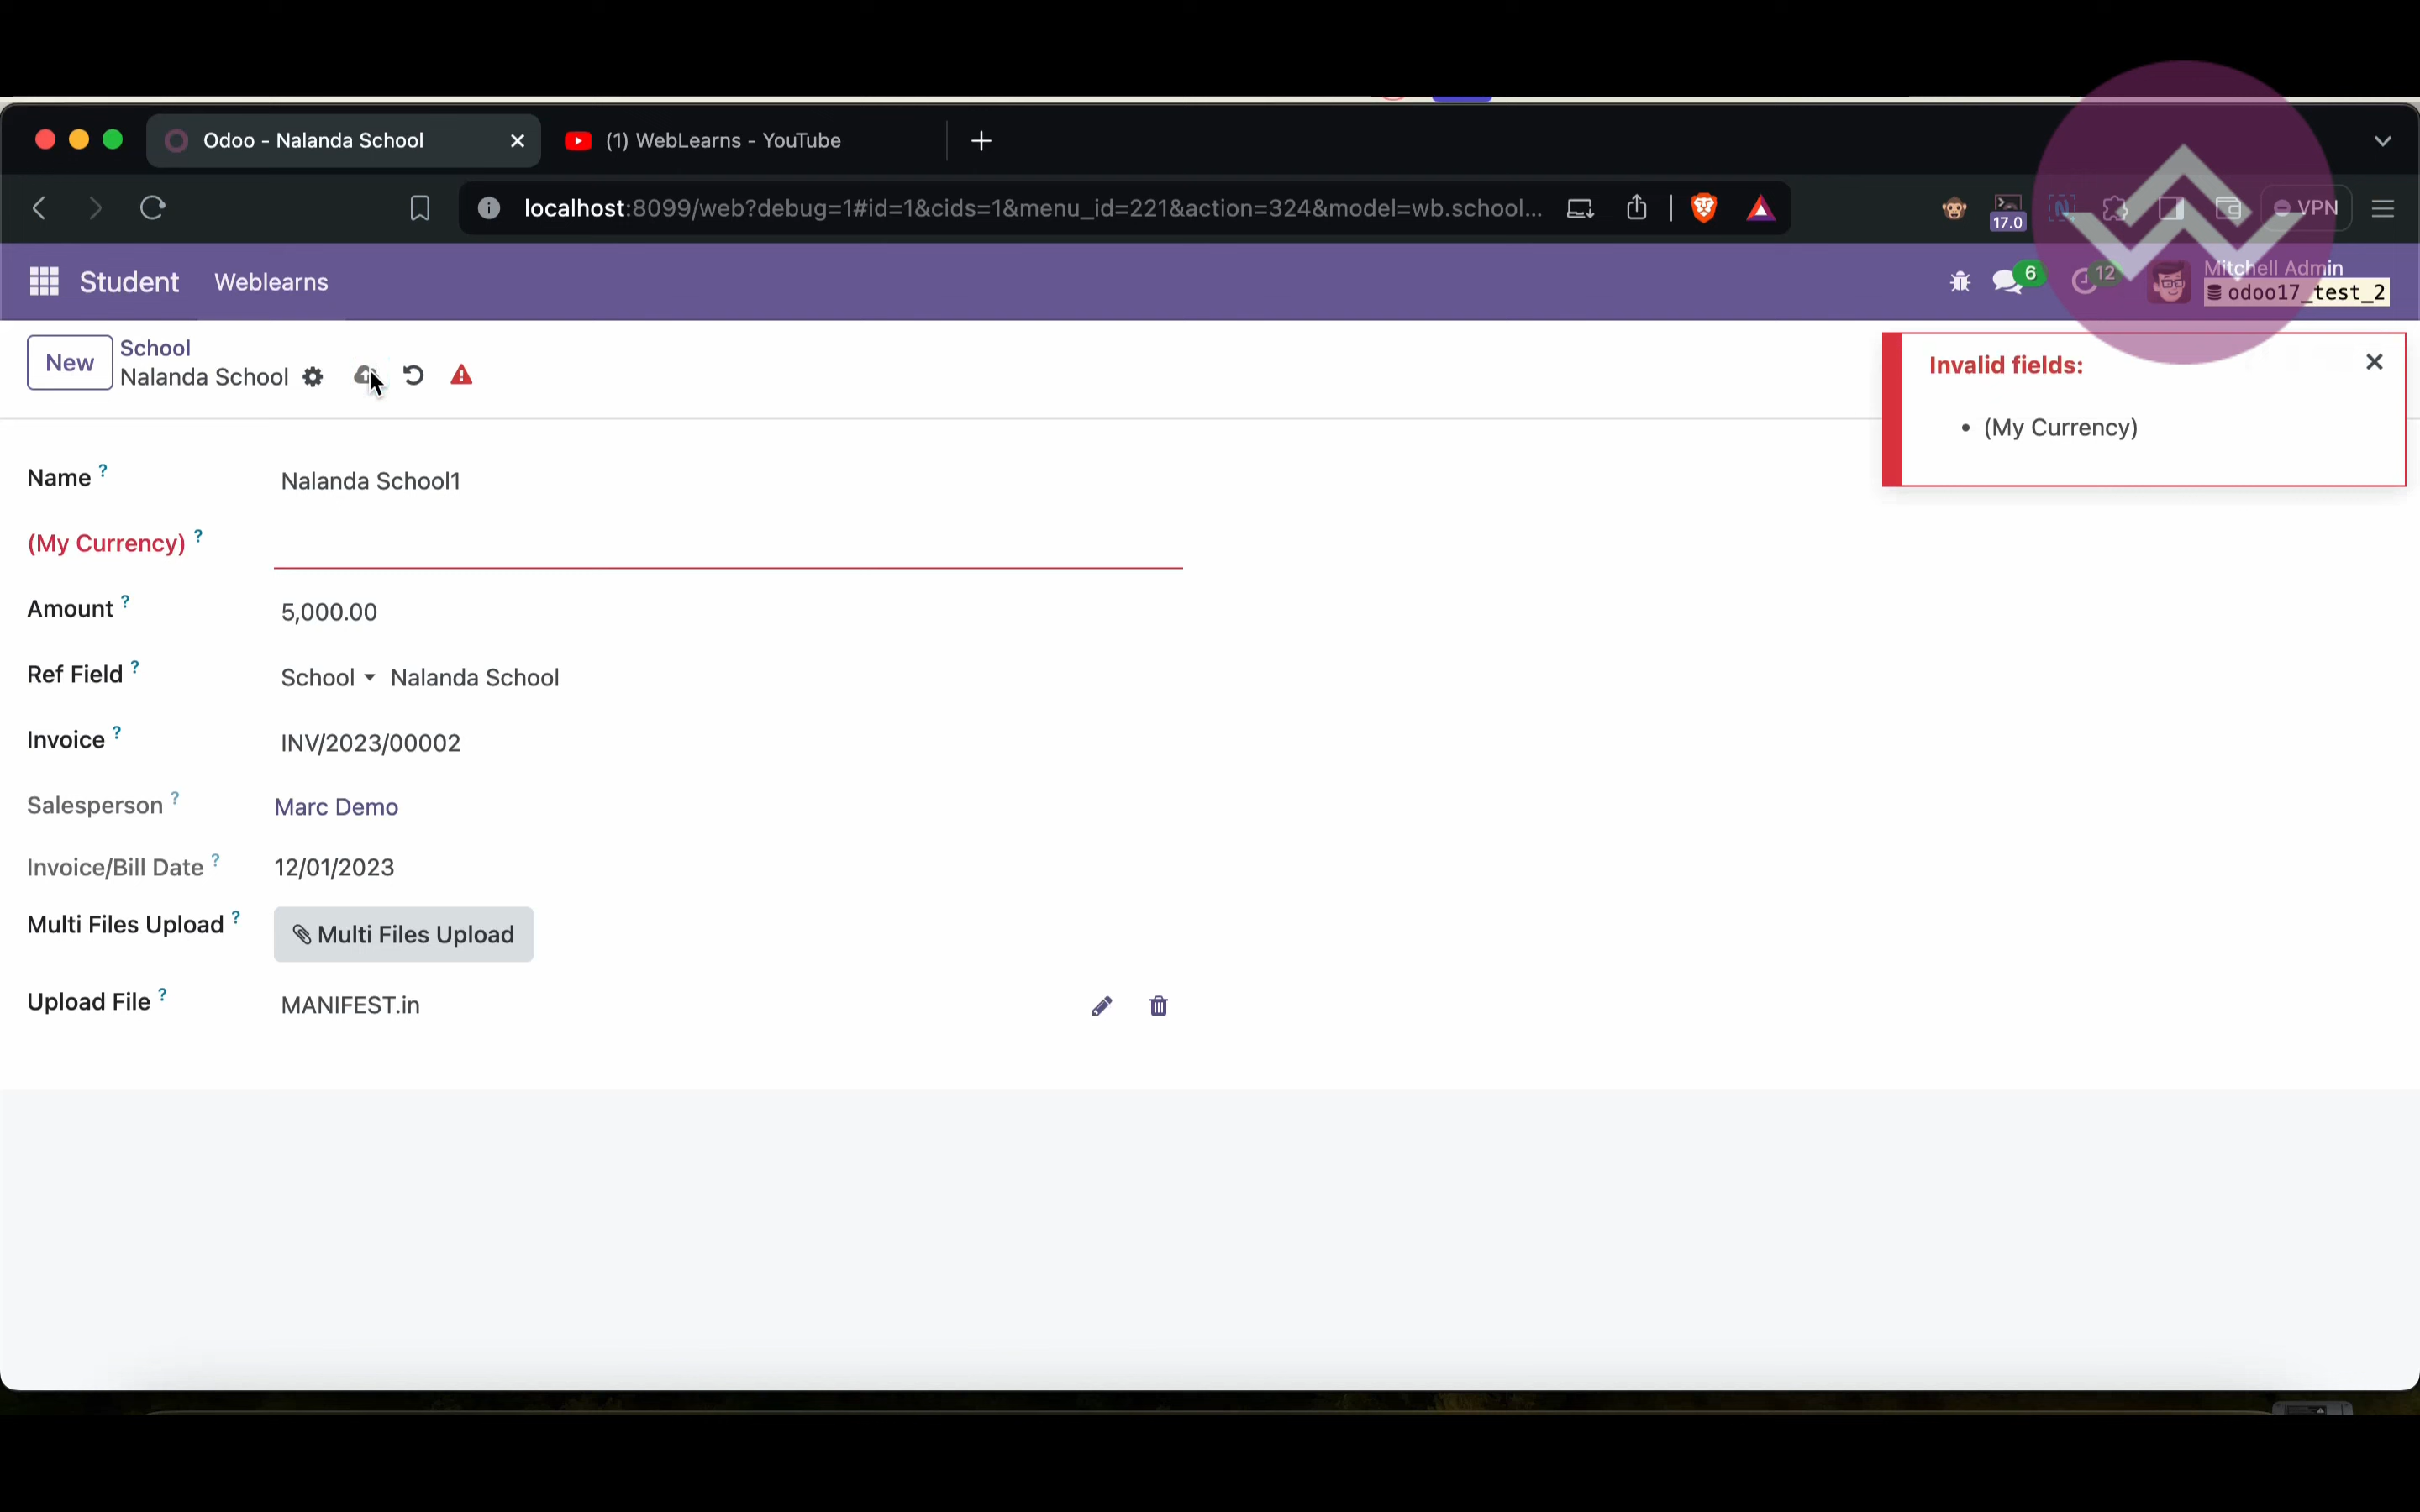 Odoo - Nalanda School
(1) WebLearns - YouTube
localhost:8099/web?debug=1#id=1&cids=1&menu_id=221&action=324&model=wb.school...
17.0
VPN
Student
Weblearns
6
12
Mitchell Admin
odoo17_test_2
New
School
Nalanda School
Invalid fields:
(My Currency)
Name ?
Nalanda School1
(My Currency) ?
Amount ?
5,000.00
Ref Field ?
School
Nalanda School
Invoice ?
INV/2023/00002
Salesperson ?
Marc Demo
Invoice/Bill Date ?
12/01/2023
Multi Files Upload ?
Multi Files Upload
Upload File ?
MANIFEST.in